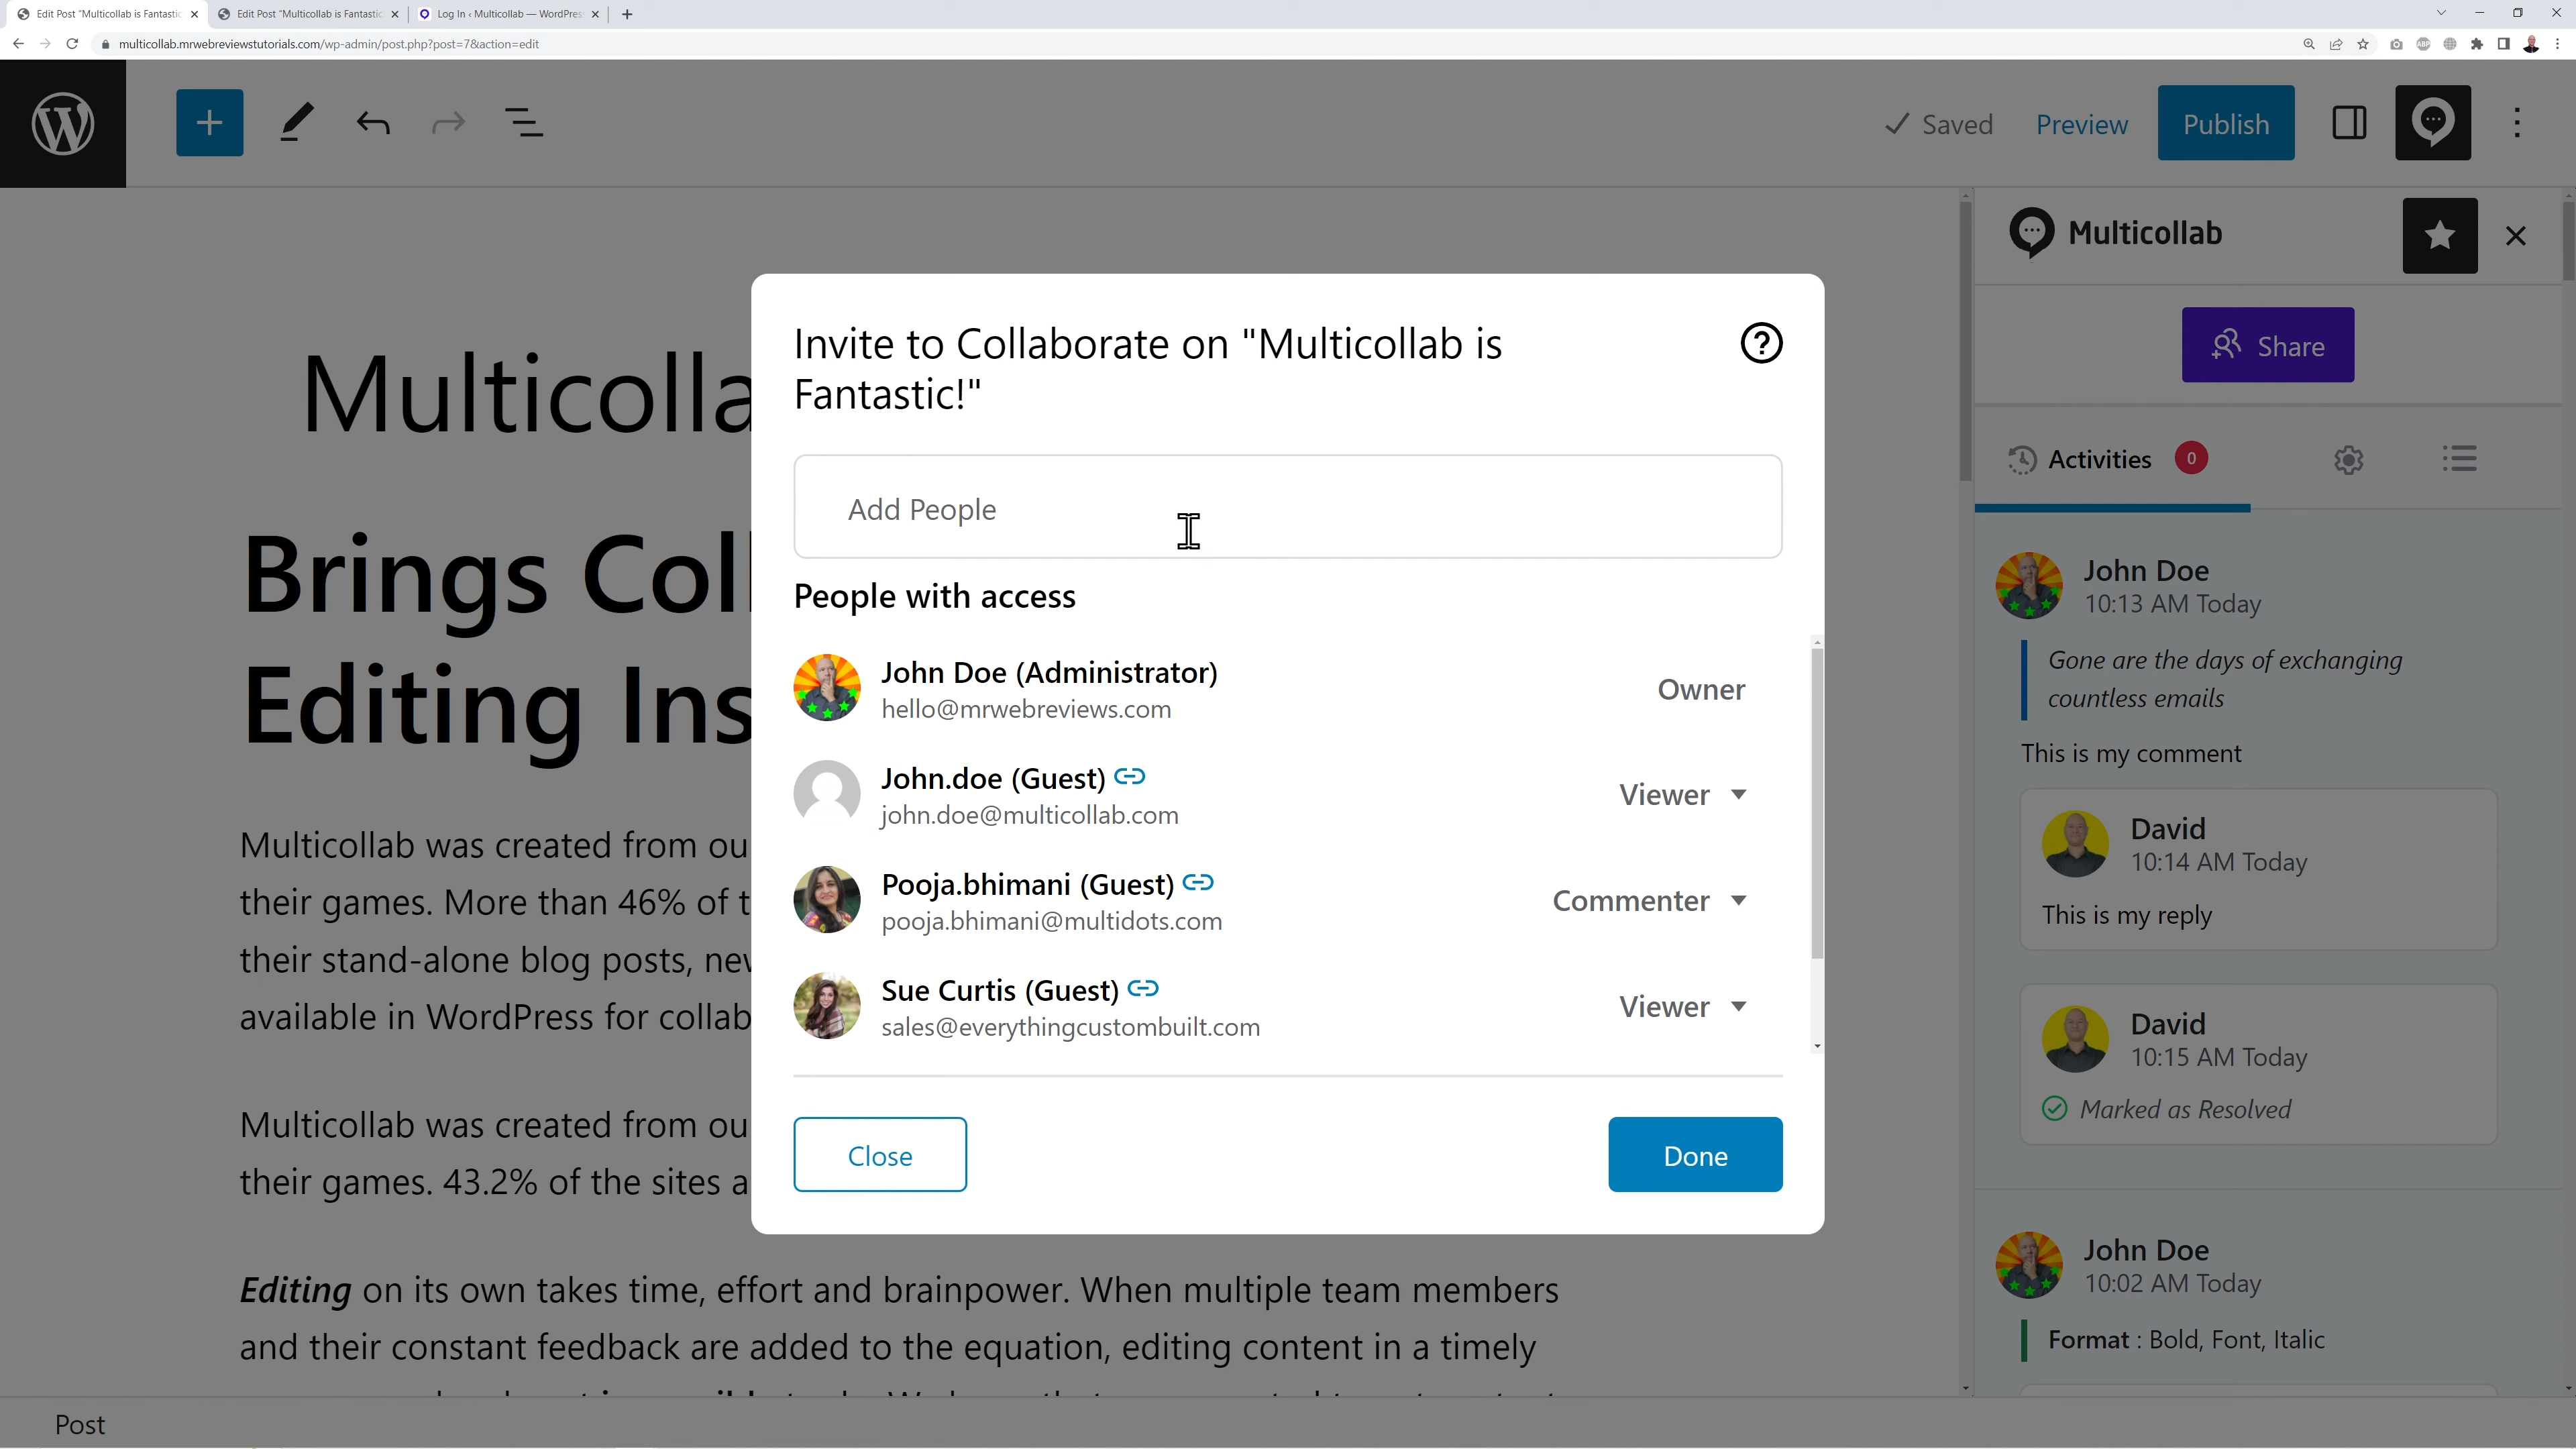 Edit Post "Multicollab is Fantastic
Edit Post "Multicollab is Fantastic
Log In ‹ Multicollab — WordPres
multicollab.mrwebreviewstutorials.com/wp-admin/post.php?post=7&action=edit
ABP
Saved
Preview
Publish
Multicollab
Share
Activities 0
Multicolla
Brings Coll
Editing Ins
Multicollab was created from ou
their games. More than 46% of t
their stand-alone blog posts, nev
available in WordPress for collab
Multicollab was created from ou
their games. 43.2% of the sites a
Editing on its own takes time, effort and brainpower. When multiple team members
and their constant feedback are added to the equation, editing content in a timely
Invite to Collaborate on "Multicollab is
Fantastic!"
?
Add People
People with access
John Doe (Administrator)
hello@mrwebreviews.com
Owner
John.doe (Guest)
john.doe@multicollab.com
Viewer
Pooja.bhimani (Guest)
pooja.bhimani@multidots.com
Commenter
Sue Curtis (Guest)
sales@everythingcustombuilt.com
Viewer
Close
Done
John Doe
10:13 AM Today
Gone are the days of exchanging
countless emails
This is my comment
David
10:14 AM Today
This is my reply
David
10:15 AM Today
Marked as Resolved
John Doe
10:02 AM Today
Format : Bold, Font, Italic
Post